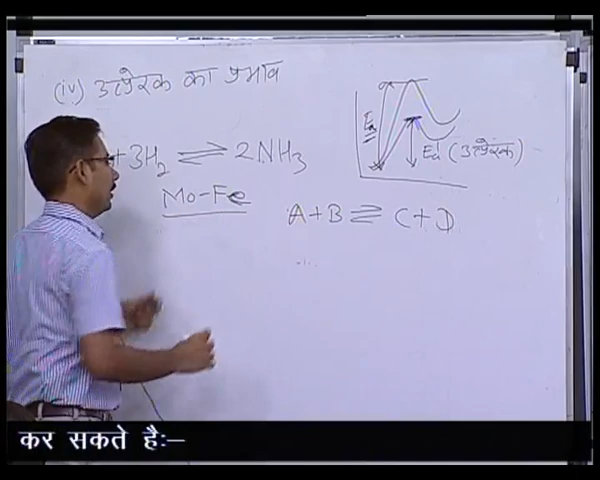 (iv) उत्प्रेरक का प्रभाव
Ea
+ 3H₂ ⇌ 2NH₃
Ea' (उत्प्रेरक)
Mo-Fe
A + B ⇌ C + D
कर सकते है:–